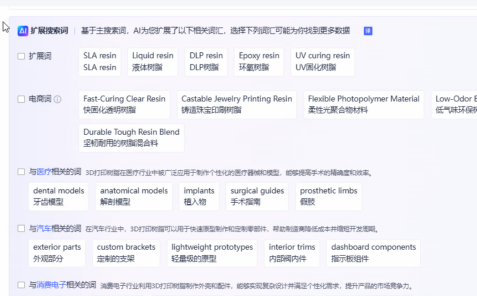 AI 扩展搜索词 | 基于主搜索词，AI为您扩展了以下相关词汇，选择下列词汇可能为你找到更多数据 译
扩展词
SLA resin
SLA resin
Liquid resin
液体树脂
DLP resin
DLP树脂
Epoxy resin
环氧树脂
UV curing resin
UV固化树脂
电商词
Fast-Curing Clear Resin
快固化透明树脂
Castable Jewelry Printing Resin
铸造珠宝印刷树脂
Flexible Photopolymer Material
柔性光聚合物材料
Low-Odor
低气味环保
Durable Tough Resin Blend
坚韧耐用的树脂混合料
与医疗相关的词 3D打印树脂在医疗行业中被广泛应用于制作个性化的医疗器械和模型，能够提高手术的精确度和效率。
dental models
牙齿模型
anatomical models
解剖模型
implants
植入物
surgical guides
手术指南
prosthetic limbs
假肢
与汽车相关的词 在汽车行业中，3D打印树脂可以用于快速原型制作和定制零部件，帮助制造商降低成本并缩短开发周期。
exterior parts
外观部分
custom brackets
定制的支架
lightweight prototypes
轻量级的原型
interior trims
内部阀内件
dashboard components
指示板组件
与消费电子相关的词 消费电子行业利用3D打印树脂制作外壳和配件，能够实现复杂设计并满足个性化需求，提升产品的市场竞争力。